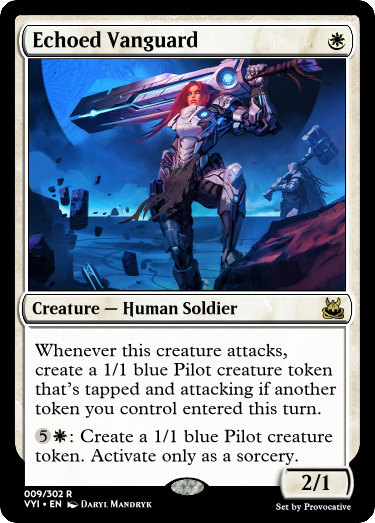 Echoed Vanguard
Creature — Human Soldier
Whenever this creature attacks,
create a 1/1 blue Pilot creature token
that's tapped and attacking if another
token you control entered this turn.
5: Create a 1/1 blue Pilot creature
token. Activate only as a sorcery.
2/1
009/302 R
VYI • EN Daryl Mandryk
Set by Provocative